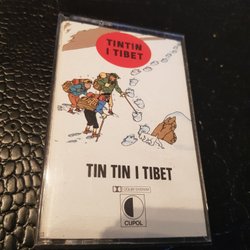 TINTIN
I TIBET
TIN TIN I TIBET
DOLBY SYSTEM
CUPOL